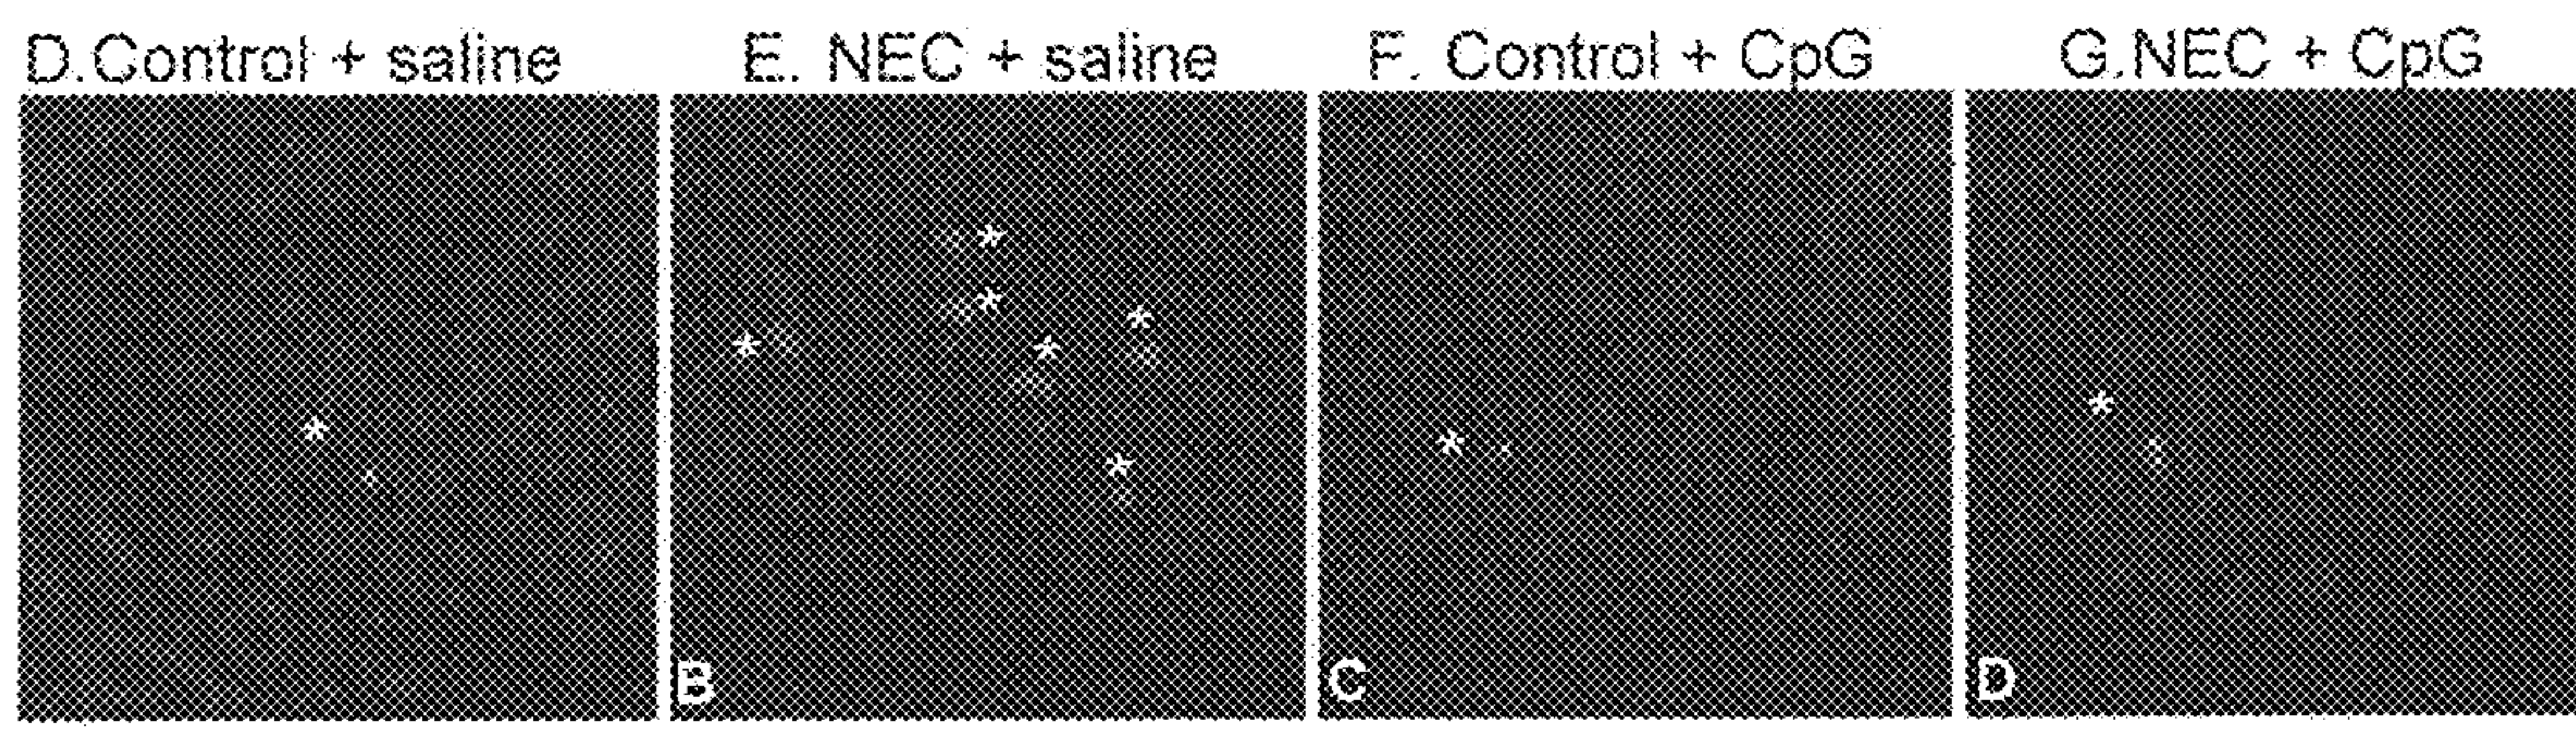 D.Control + saline
E. NEC + saline
F. Control + CpG
G.NEC + CpG
*
* * * * * *
B
*
C
*
D